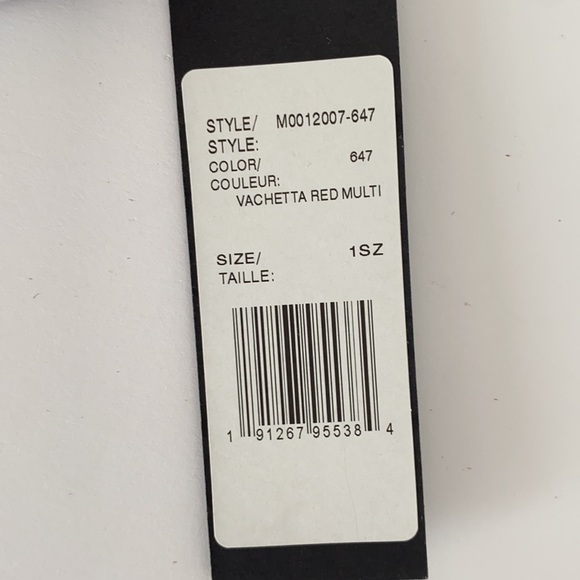 STYLE/ M0012007-647
STYLE:
COLOR/ 647
COULEUR:
VACHETTA RED MULTI
SIZE/ 1SZ
TAILLE:
1 91267 95538 4